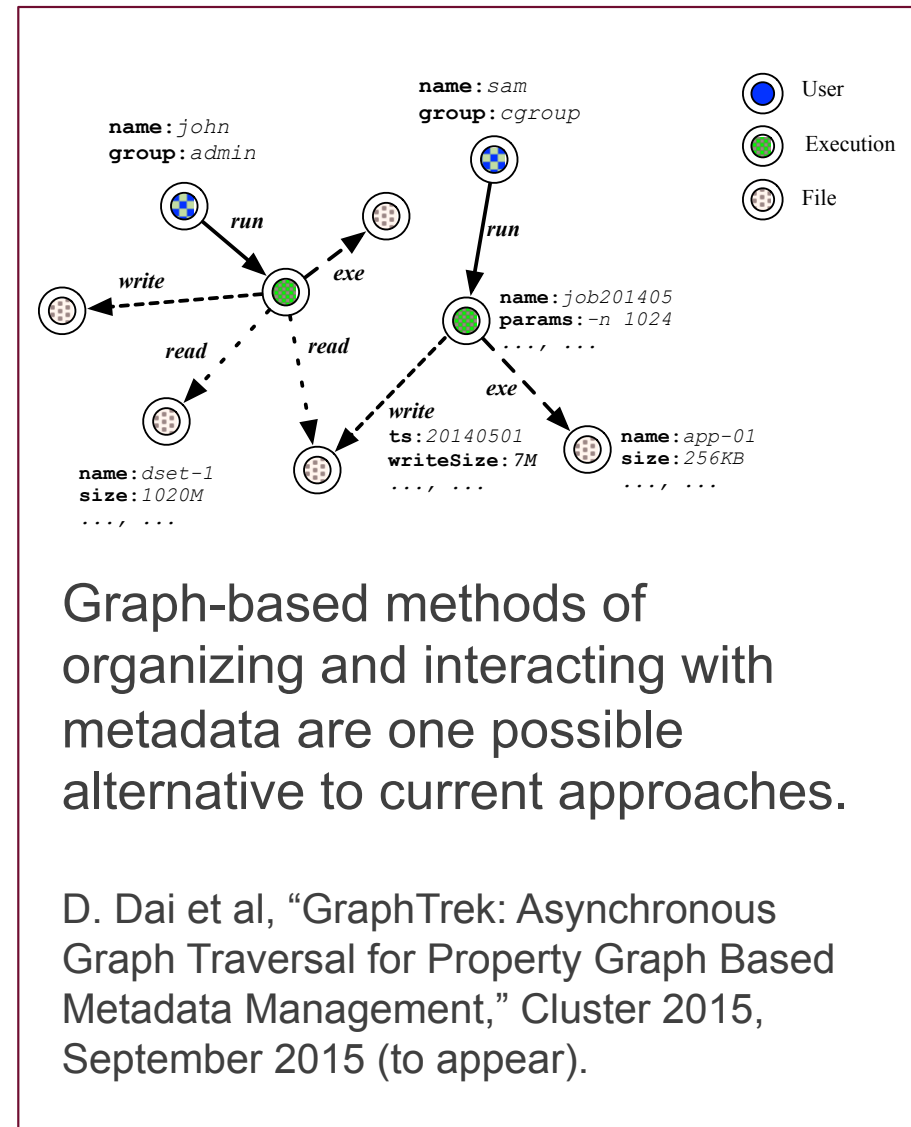 name:sam
group:cgroup
User
name:john
group:admin
Execution
File
run
run
exe
write
name:job201405
params:-n 1024
..., ...
read
read
exe
write
ts:20140501
writeSize:7M
..., ...
name:app-01
size:256KB
..., ...
name:dset-1
size:1020M
..., ...
Graph-based methods of
organizing and interacting with
metadata are one possible
alternative to current approaches.
D. Dai et al, “GraphTrek: Asynchronous
Graph Traversal for Property Graph Based
Metadata Management,” Cluster 2015,
September 2015 (to appear).